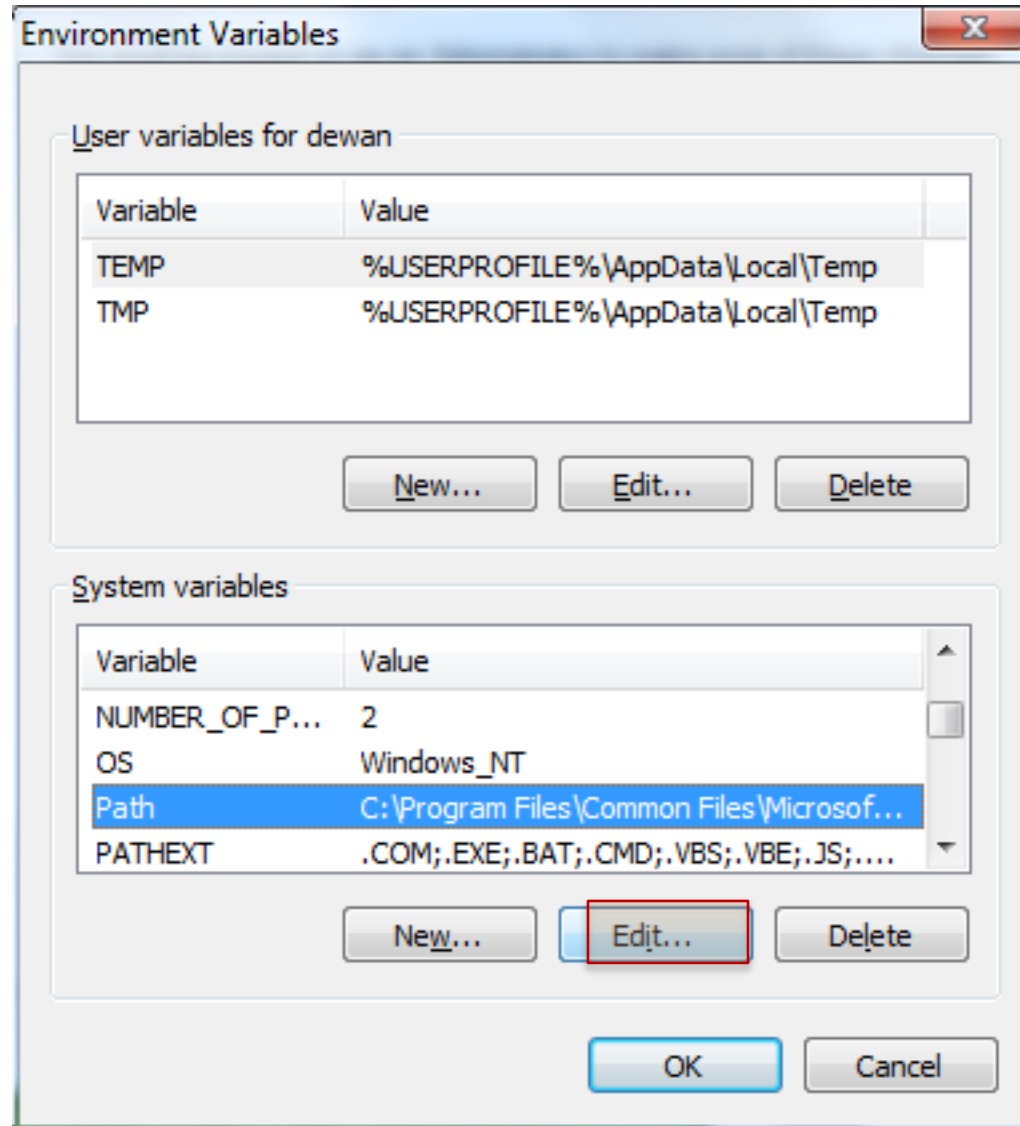 Environment Variables
User variables for dewan
Variable Value
TEMP %USERPROFILE%\AppData\Local\Temp
TMP %USERPROFILE%\AppData\Local\Temp
New... Edit... Delete
System variables
Variable Value
NUMBER_OF_P... 2
OS Windows_NT
Path C:\Program Files\Common Files\Microsof...
PATHEXT .COM;.EXE;.BAT;.CMD;.VBS;.VBE;.JS;....
New... Edit... Delete
OK Cancel